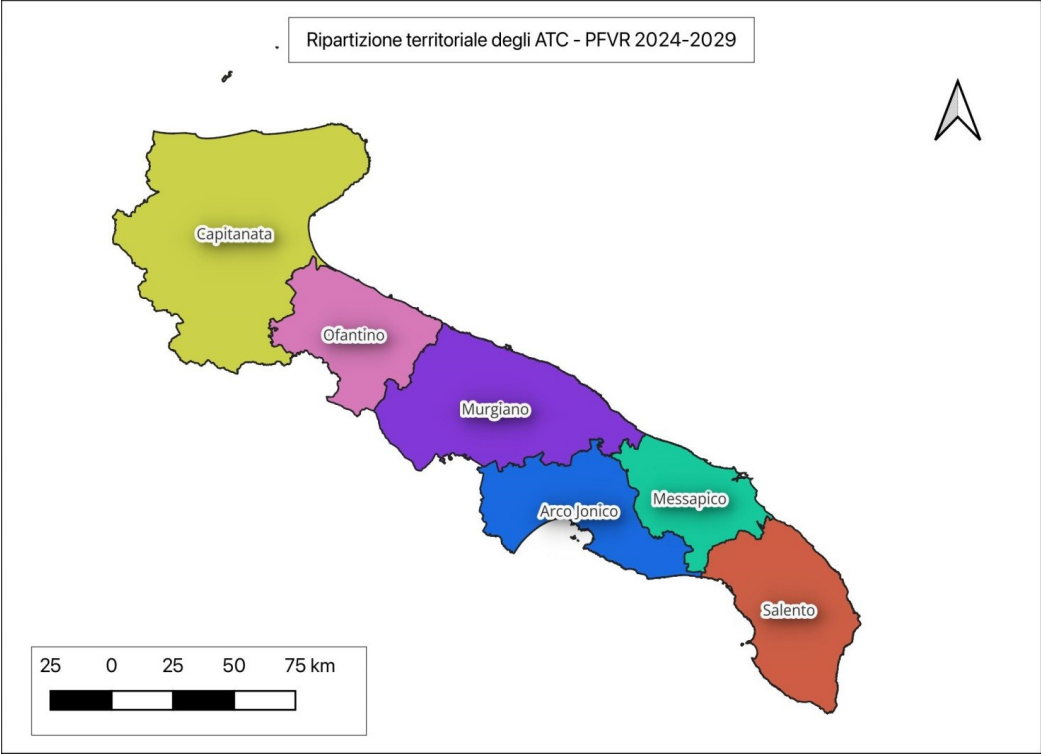 Ripartizione territoriale degli ATC - PFVR 2024-2029
Capitanata
Ofantino
Murgiano
Messapico
Arco Jonico
Salento
25 0 25 50 75 km